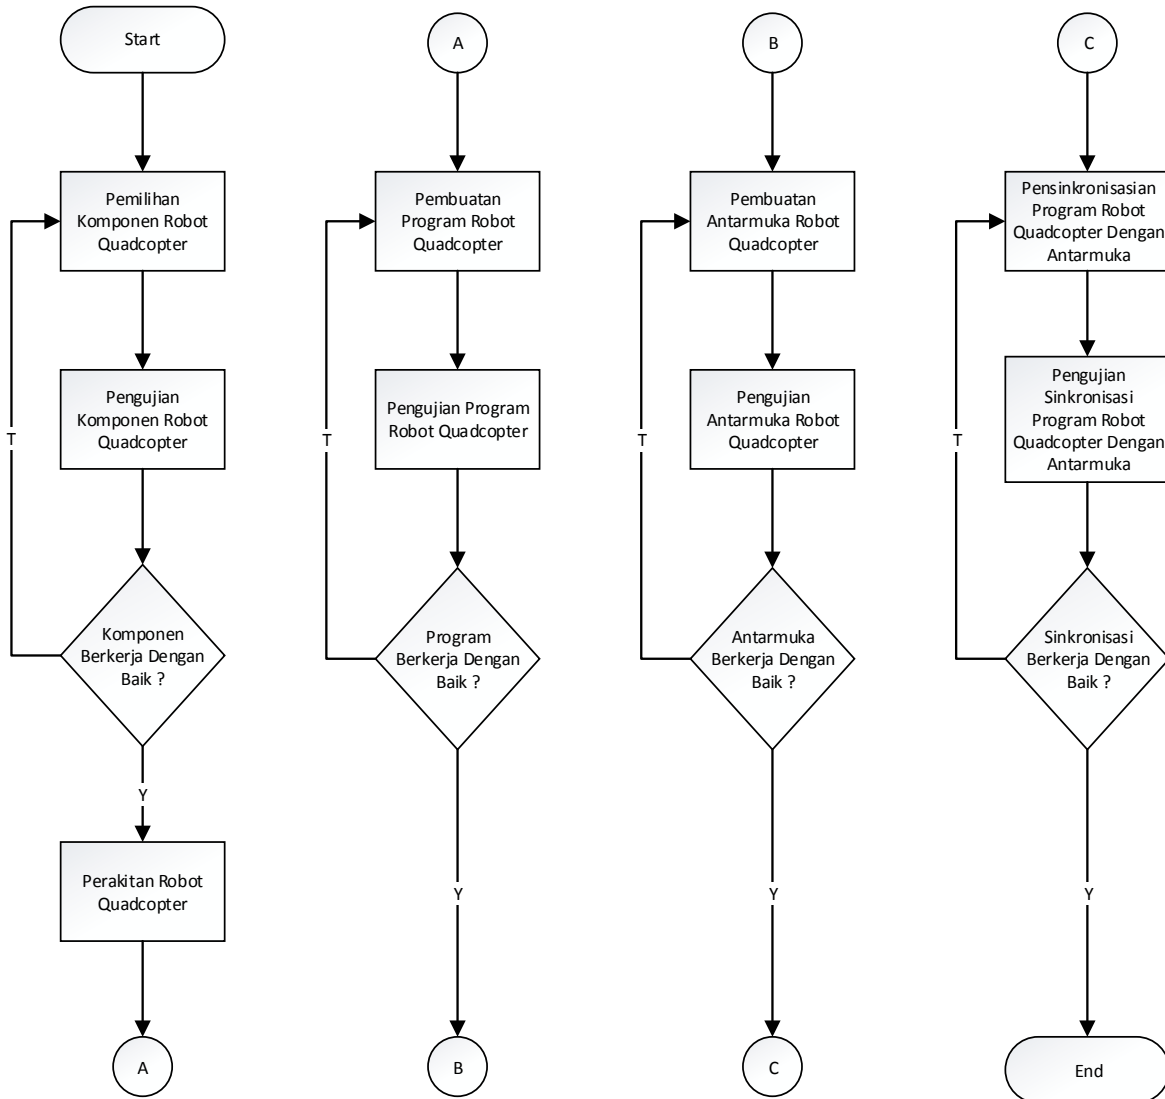 Start
Pemilihan
Komponen Robot
Quadcopter
Pengujian
Komponen Robot
Quadcopter
T
Komponen
Berkerja Dengan
Baik ?
Y
Perakitan Robot
Quadcopter
A
A
Pembuatan
Program Robot
Quadcopter
Pengujian Program
Robot Quadcopter
T
Program
Berkerja Dengan
Baik ?
Y
B
B
Pembuatan
Antarmuka Robot
Quadcopter
Pengujian
Antarmuka Robot
Quadcopter
T
Antarmuka
Berkerja Dengan
Baik ?
Y
C
C
Pensinkronisasian
Program Robot
Quadcopter Dengan
Antarmuka
Pengujian
Sinkronisasi
Program Robot
Quadcopter Dengan
Antarmuka
T
Sinkronisasi
Berkerja Dengan
Baik ?
Y
End